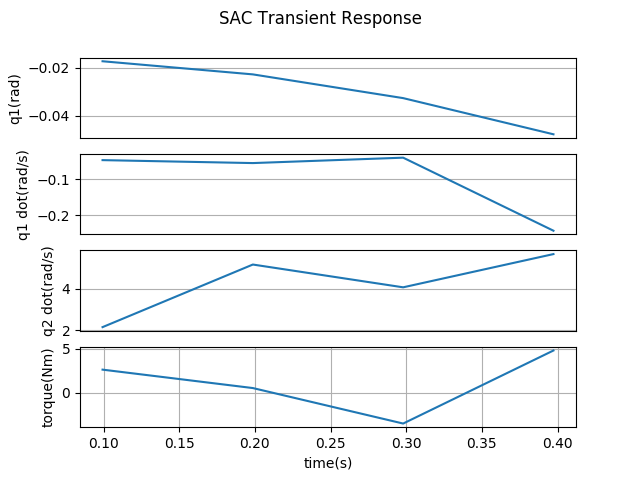 SAC Transient Response
q1(rad)
−0.02
−0.04
q1 dot(rad/s)
−0.1
−0.2
q2 dot(rad/s)
4
2
torque(Nm)
5
0
0.10 0.15 0.20 0.25 0.30 0.35 0.40
time(s)